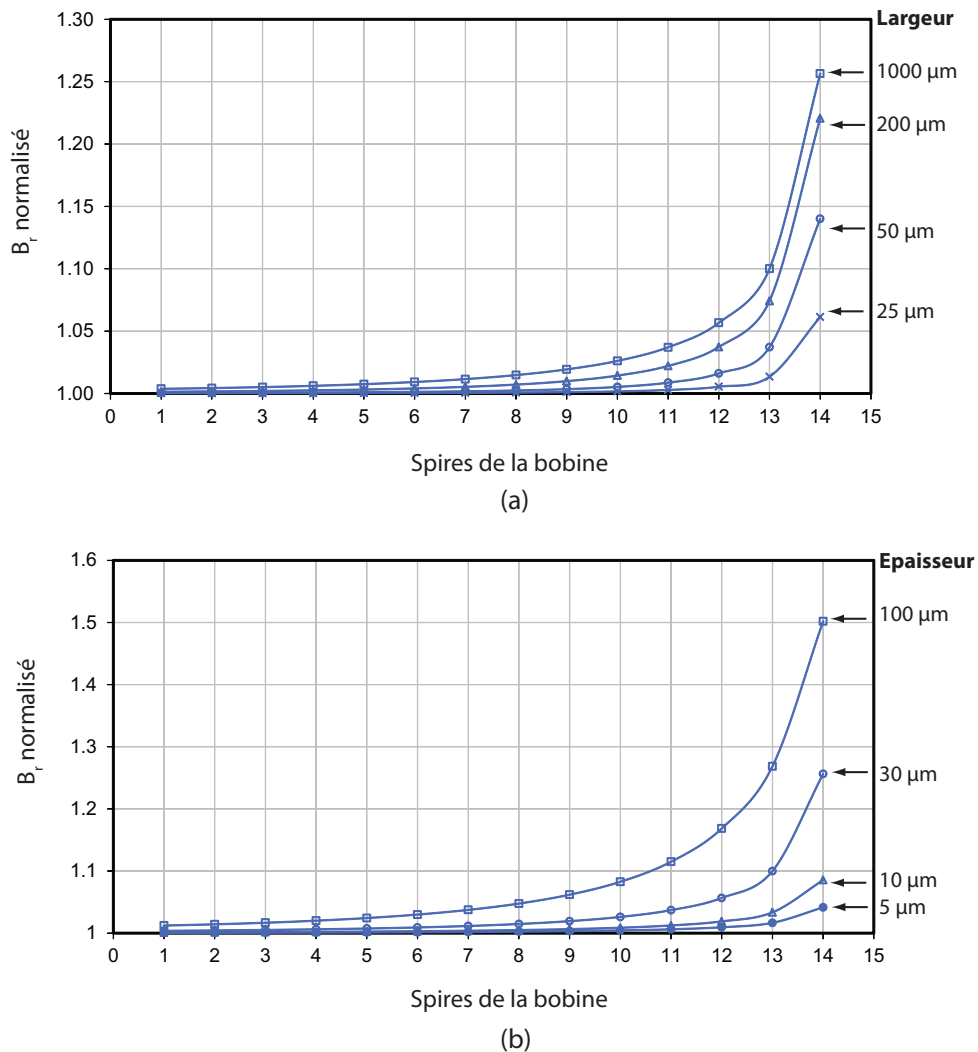 Largeur
1.30
1.25
1.20
1.15
1.10
1.05
1.00
1000 µm
200 µm
50 µm
25 µm
B_r normalisé
0 1 2 3 4 5 6 7 8 9 10 11 12 13 14 15
Spires de la bobine
(a)
Epaisseur
1.6
1.5
1.4
1.3
1.2
1.1
1
100 µm
30 µm
10 µm
5 µm
B_r normalisé
0 1 2 3 4 5 6 7 8 9 10 11 12 13 14 15
Spires de la bobine
(b)